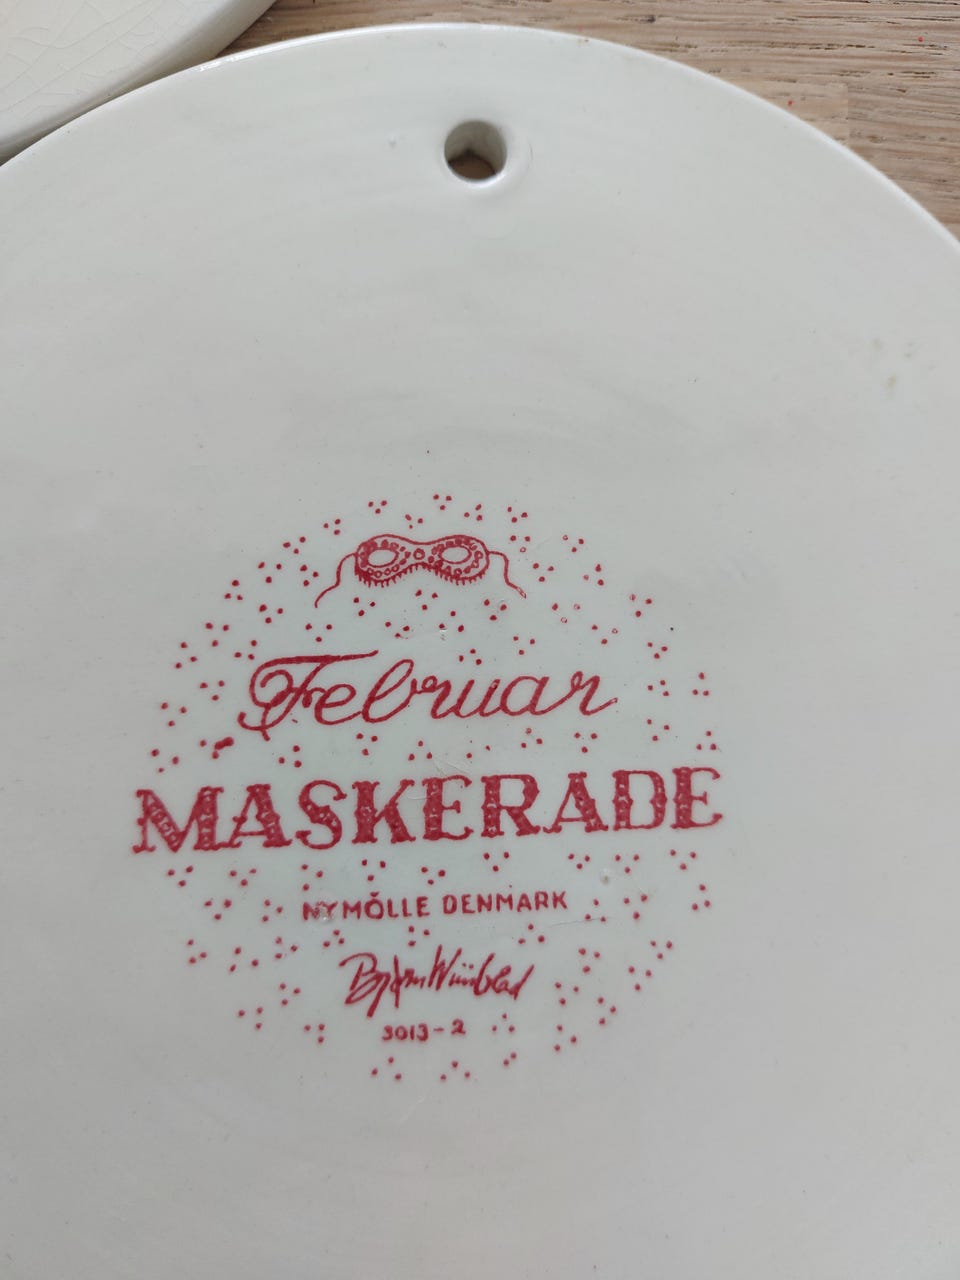 Februar
MASKERADE
NYMÖLLE DENMARK
Bjørn Wiinblad
3013-2